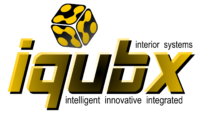 interior systems
iqubx
intelligent innovative integrated